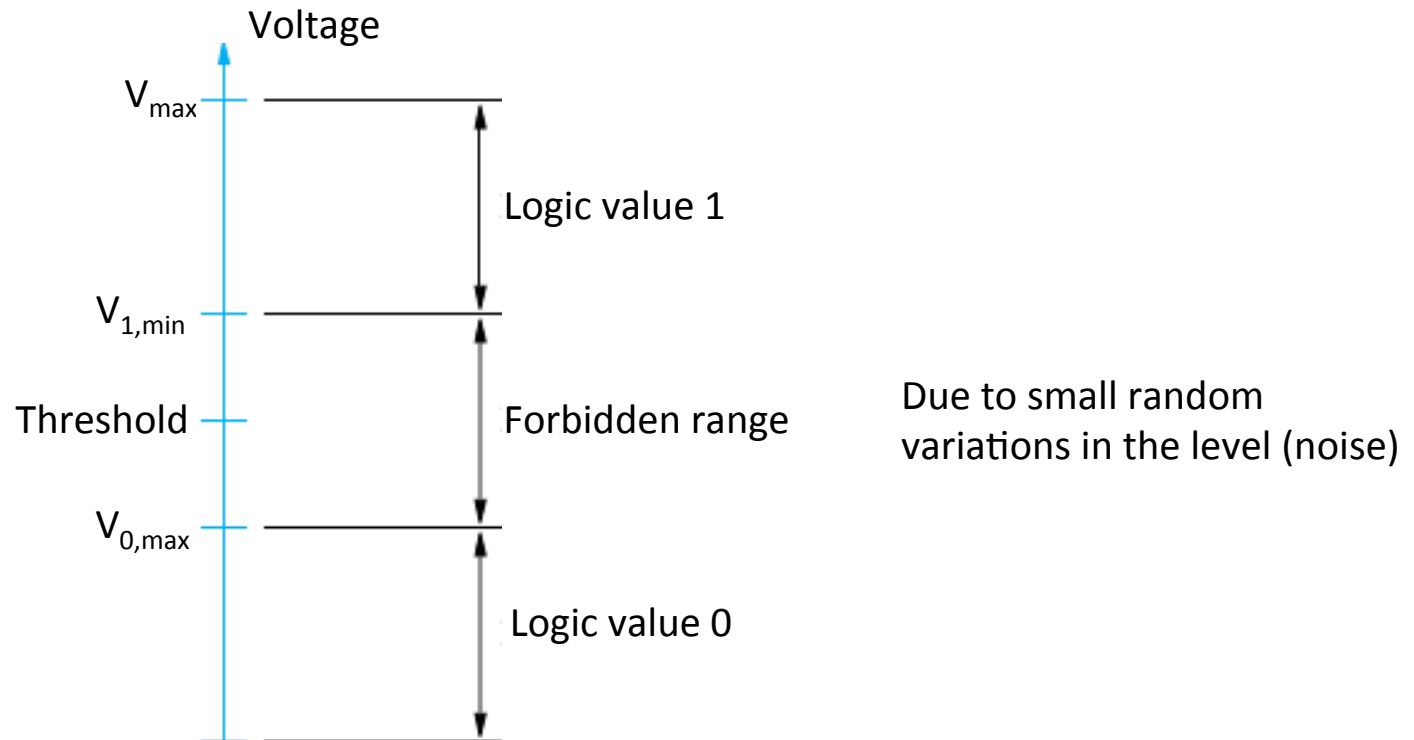 Voltage
Vmax
Logic value 1
V1,min
Threshold
Forbidden range
Due to small random
variations in the level (noise)
V0,max
Logic value 0